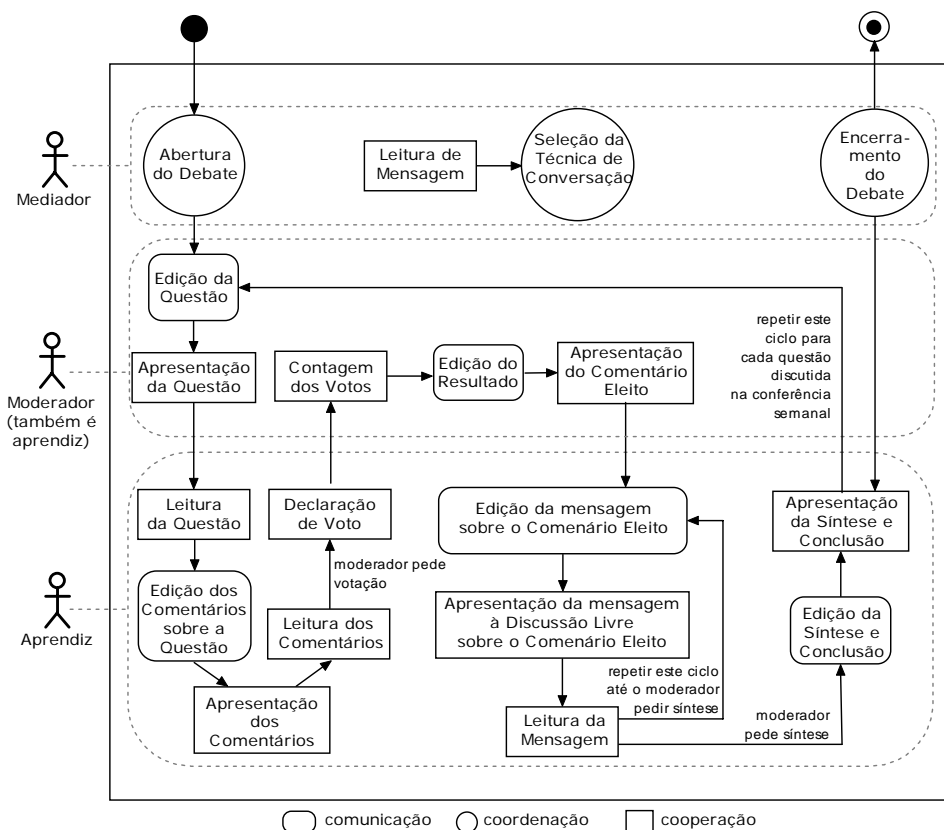 Mediador
Abertura
do Debate
Leitura de
Mensagem
Seleção da
Técnica de
Conversação
Encerra-
mento
do
Debate
Moderador
(também é
aprendiz)
Edição da
Questão
Apresentação
da Questão
Contagem
dos Votos
Edição do
Resultado
Apresentação
do Comentário
Eleito
repetir este
ciclo para
cada questão
discutida
na conferência
semanal
Aprendiz
Leitura
da Questão
Edição dos
Comentários
sobre a
Questão
Apresentação
dos
Comentários
Leitura dos
Comentários
moderador pede
votação
Declaração
de Voto
Edição da mensagem
sobre o Comenário Eleito
Apresentação da mensagem
à Discussão Livre
sobre o Comenário Eleito
Leitura da
Mensagem
repetir este ciclo
até o moderador
pedir síntese
moderador
pede síntese
Edição da
Síntese e
Conclusão
Apresentação
da Síntese e
Conclusão
comunicação
coordenação
cooperação